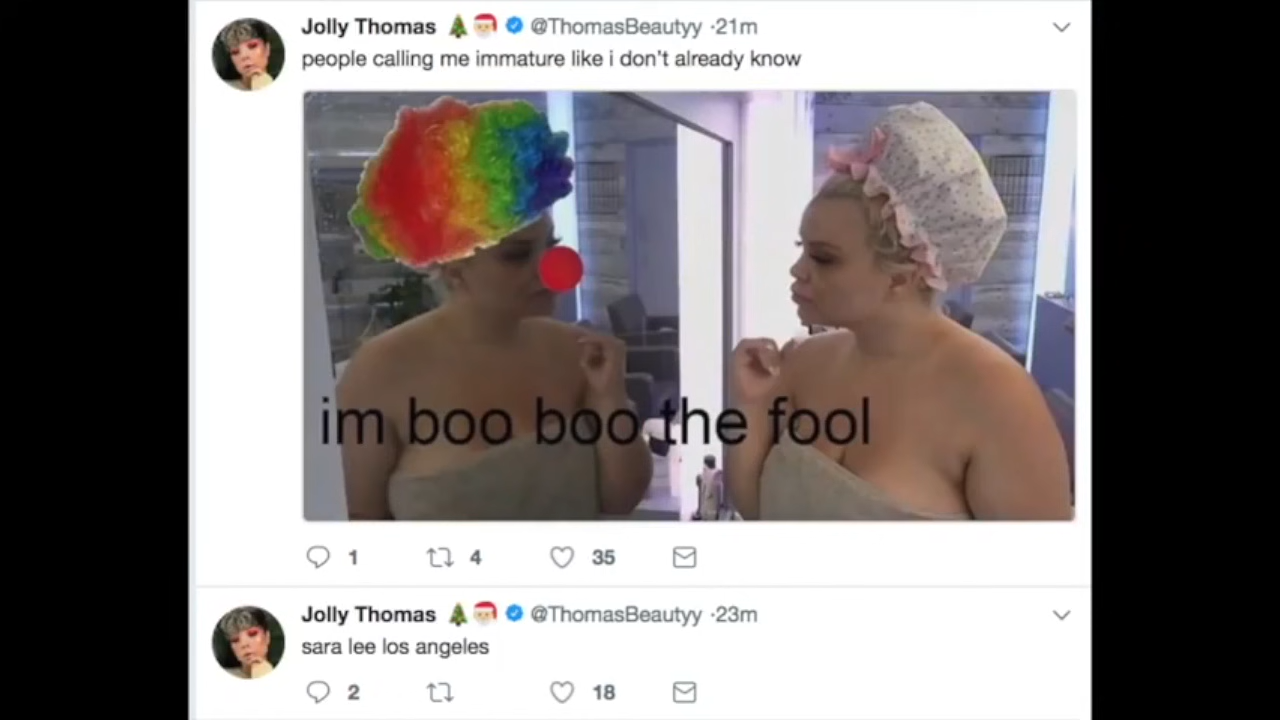 Jolly Thomas 🎄🎅 @ThomasBeautyy ·21m
people calling me immature like i don't already know
im boo boo the fool
1 4 35
Jolly Thomas 🎄🎅 @ThomasBeautyy ·23m
sara lee los angeles
2 18